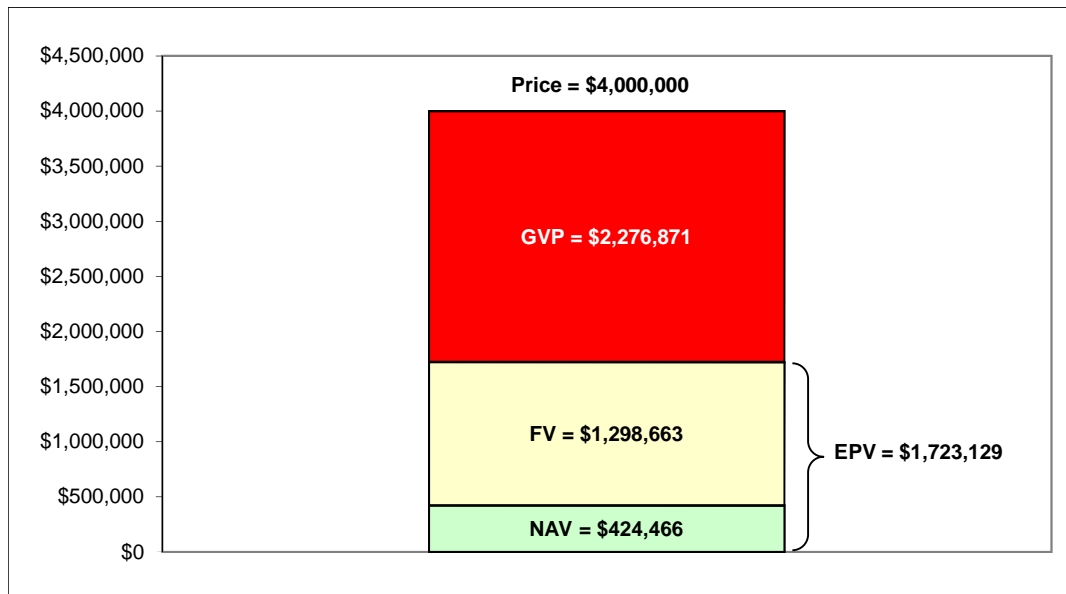 $4,500,000
Price = $4,000,000
$4,000,000
$3,500,000
$3,000,000
GVP = $2,276,871
$2,500,000
$2,000,000
$1,500,000
FV = $1,298,663
$1,000,000
EPV = $1,723,129
$500,000
NAV = $424,466
$0